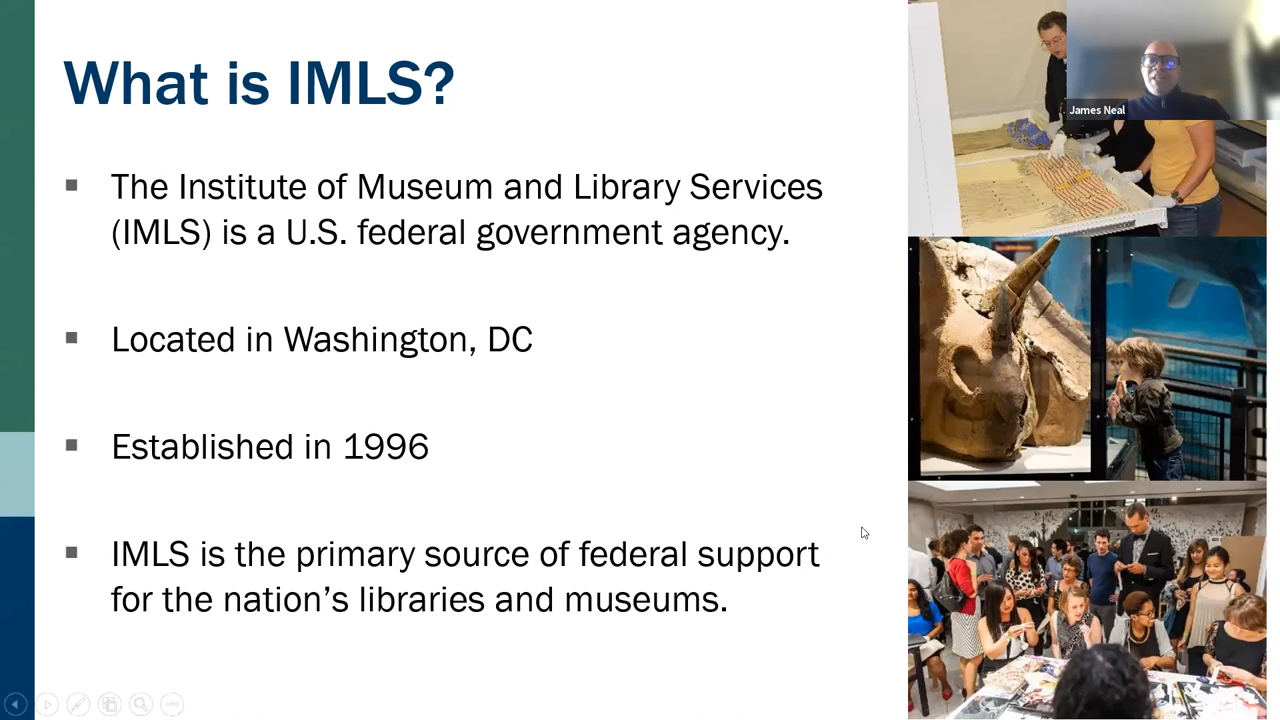 What is IMLS?
The Institute of Museum and Library Services
(IMLS) is a U.S. federal government agency.
Located in Washington, DC
Established in 1996
IMLS is the primary source of federal support
for the nation’s libraries and museums.
James Neal